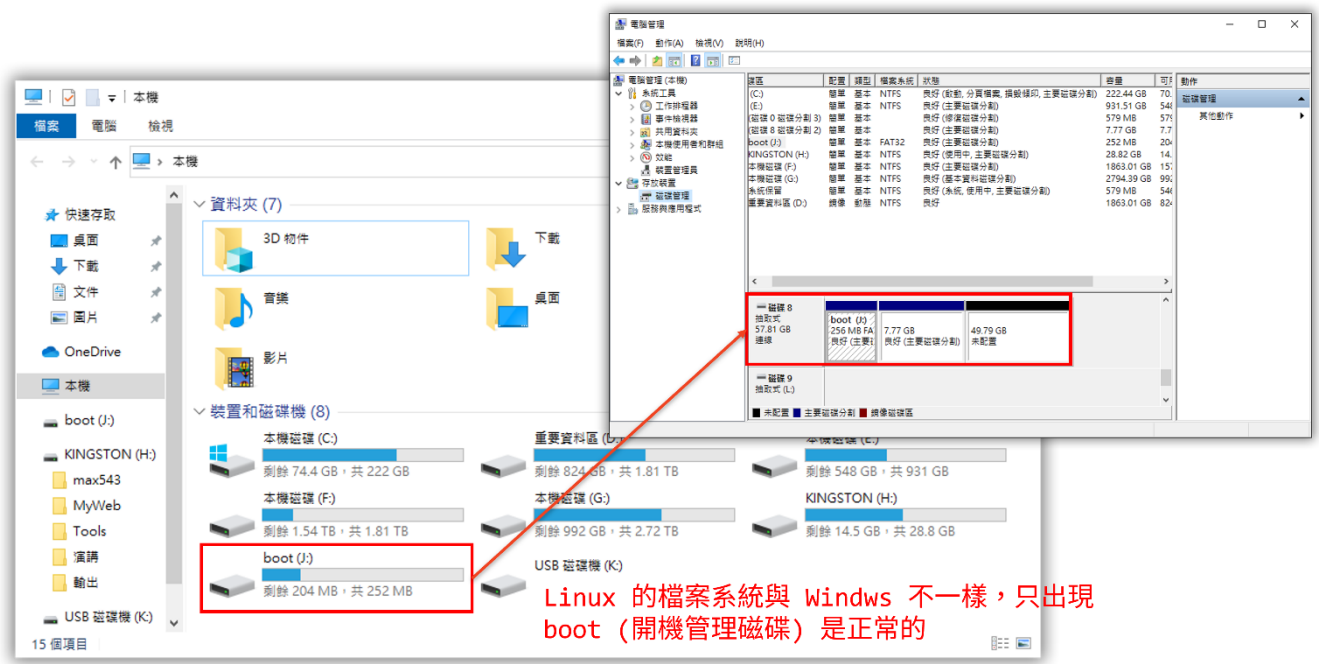 電腦管理
檔案(F) 動作(A) 檢視(V) 說明(H)
電腦管理 (本機)
系統工具
工作排程器
事件檢視器
共用資料夾
本機使用者和群組
效能
裝置管理員
存放裝置
磁碟管理
服務與應用程式
磁區 配置 類型 檔案系統 狀態 容量 可
(C:) 簡單 基本 NTFS 良好 (啟動, 分頁檔案, 損毀傾印, 主要磁碟分割) 222.44 GB 70.
(E:) 簡單 基本 NTFS 良好 (主要磁碟分割) 931.51 GB 548
(磁碟 0 磁碟分割 3) 簡單 基本 良好 (修復磁碟分割) 579 MB 579
(磁碟 8 磁碟分割 2) 簡單 基本 良好 (主要磁碟分割) 7.77 GB 7.7
boot (J:) 簡單 基本 FAT32 良好 (主要磁碟分割) 252 MB 204
KINGSTON (H:) 簡單 基本 NTFS 良好 (使用中, 主要磁碟分割) 28.82 GB 14.
本機磁碟 (F:) 簡單 基本 NTFS 良好 (主要磁碟分割) 1863.01 GB 157
本機磁碟 (G:) 簡單 基本 NTFS 良好 (基本資料磁碟分割) 2794.39 GB 992
系統保留 簡單 基本 NTFS 良好 (系統, 使用中, 主要磁碟分割) 579 MB 546
重要資料區 (D:) 鏡像 動態 NTFS 良好 1863.01 GB 824
動作
磁碟管理
其他動作
磁碟 8
抽取式
57.81 GB
連線
boot (J:)
256 MB FA
良好 (主要
7.77 GB
良好 (主要磁碟分割)
49.79 GB
未配置
磁碟 9
抽取式 (L:)
未配置 主要磁碟分割 鏡像磁碟區
本機
檔案 電腦 檢視
本機
快速存取
桌面
下載
文件
圖片
OneDrive
本機
boot (J:)
KINGSTON (H:)
max543
MyWeb
Tools
演講
輸出
USB 磁碟機 (K:)
15 個項目
資料夾 (7)
3D 物件
下載
音樂
桌面
影片
裝置和磁碟機 (8)
本機磁碟 (C:)
剩餘 74.4 GB,共 222 GB
重要資料區 (D:)
剩餘 824 GB,共 1.81 TB
本機磁碟 (E:)
剩餘 548 GB,共 931 GB
本機磁碟 (F:)
剩餘 1.54 TB,共 1.81 TB
本機磁碟 (G:)
剩餘 992 GB,共 2.72 TB
KINGSTON (H:)
剩餘 14.5 GB,共 28.8 GB
boot (J:)
剩餘 204 MB,共 252 MB
USB 磁碟機 (K:)
Linux 的檔案系統與 Windws 不一樣,只出現
boot (開機管理磁碟) 是正常的